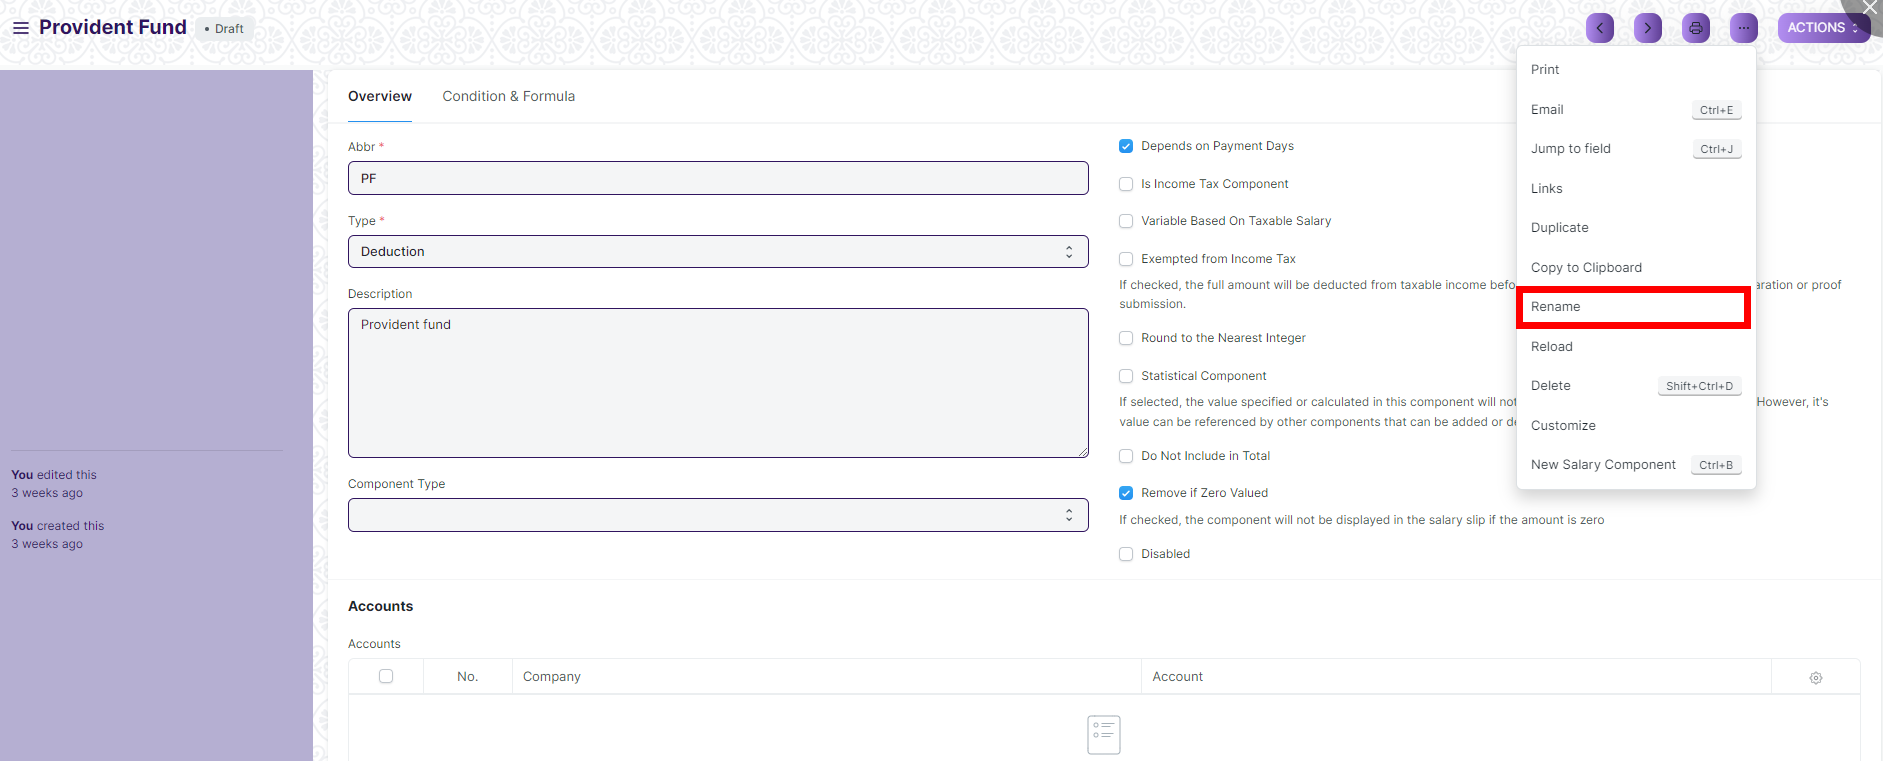 Provident Fund
• Draft
ACTIONS
Print
Email Ctrl+E
Jump to field Ctrl+J
Links
Duplicate
Copy to Clipboard
Rename
Reload
Delete Shift+Ctrl+D
Customize
New Salary Component Ctrl+B
You edited this
3 weeks ago
You created this
3 weeks ago
Overview Condition & Formula
Abbr *
PF
Type *
Deduction
Description
Provident fund
Component Type
Depends on Payment Days
Is Income Tax Component
Variable Based On Taxable Salary
Exempted from Income Tax
If checked, the full amount will be deducted from taxable income befo
aration or proof
submission.
Round to the Nearest Integer
Statistical Component
If selected, the value specified or calculated in this component will not
However, it's
value can be referenced by other components that can be added or de
Do Not Include in Total
Remove if Zero Valued
If checked, the component will not be displayed in the salary slip if the amount is zero
Disabled
Accounts
Accounts
No. Company Account